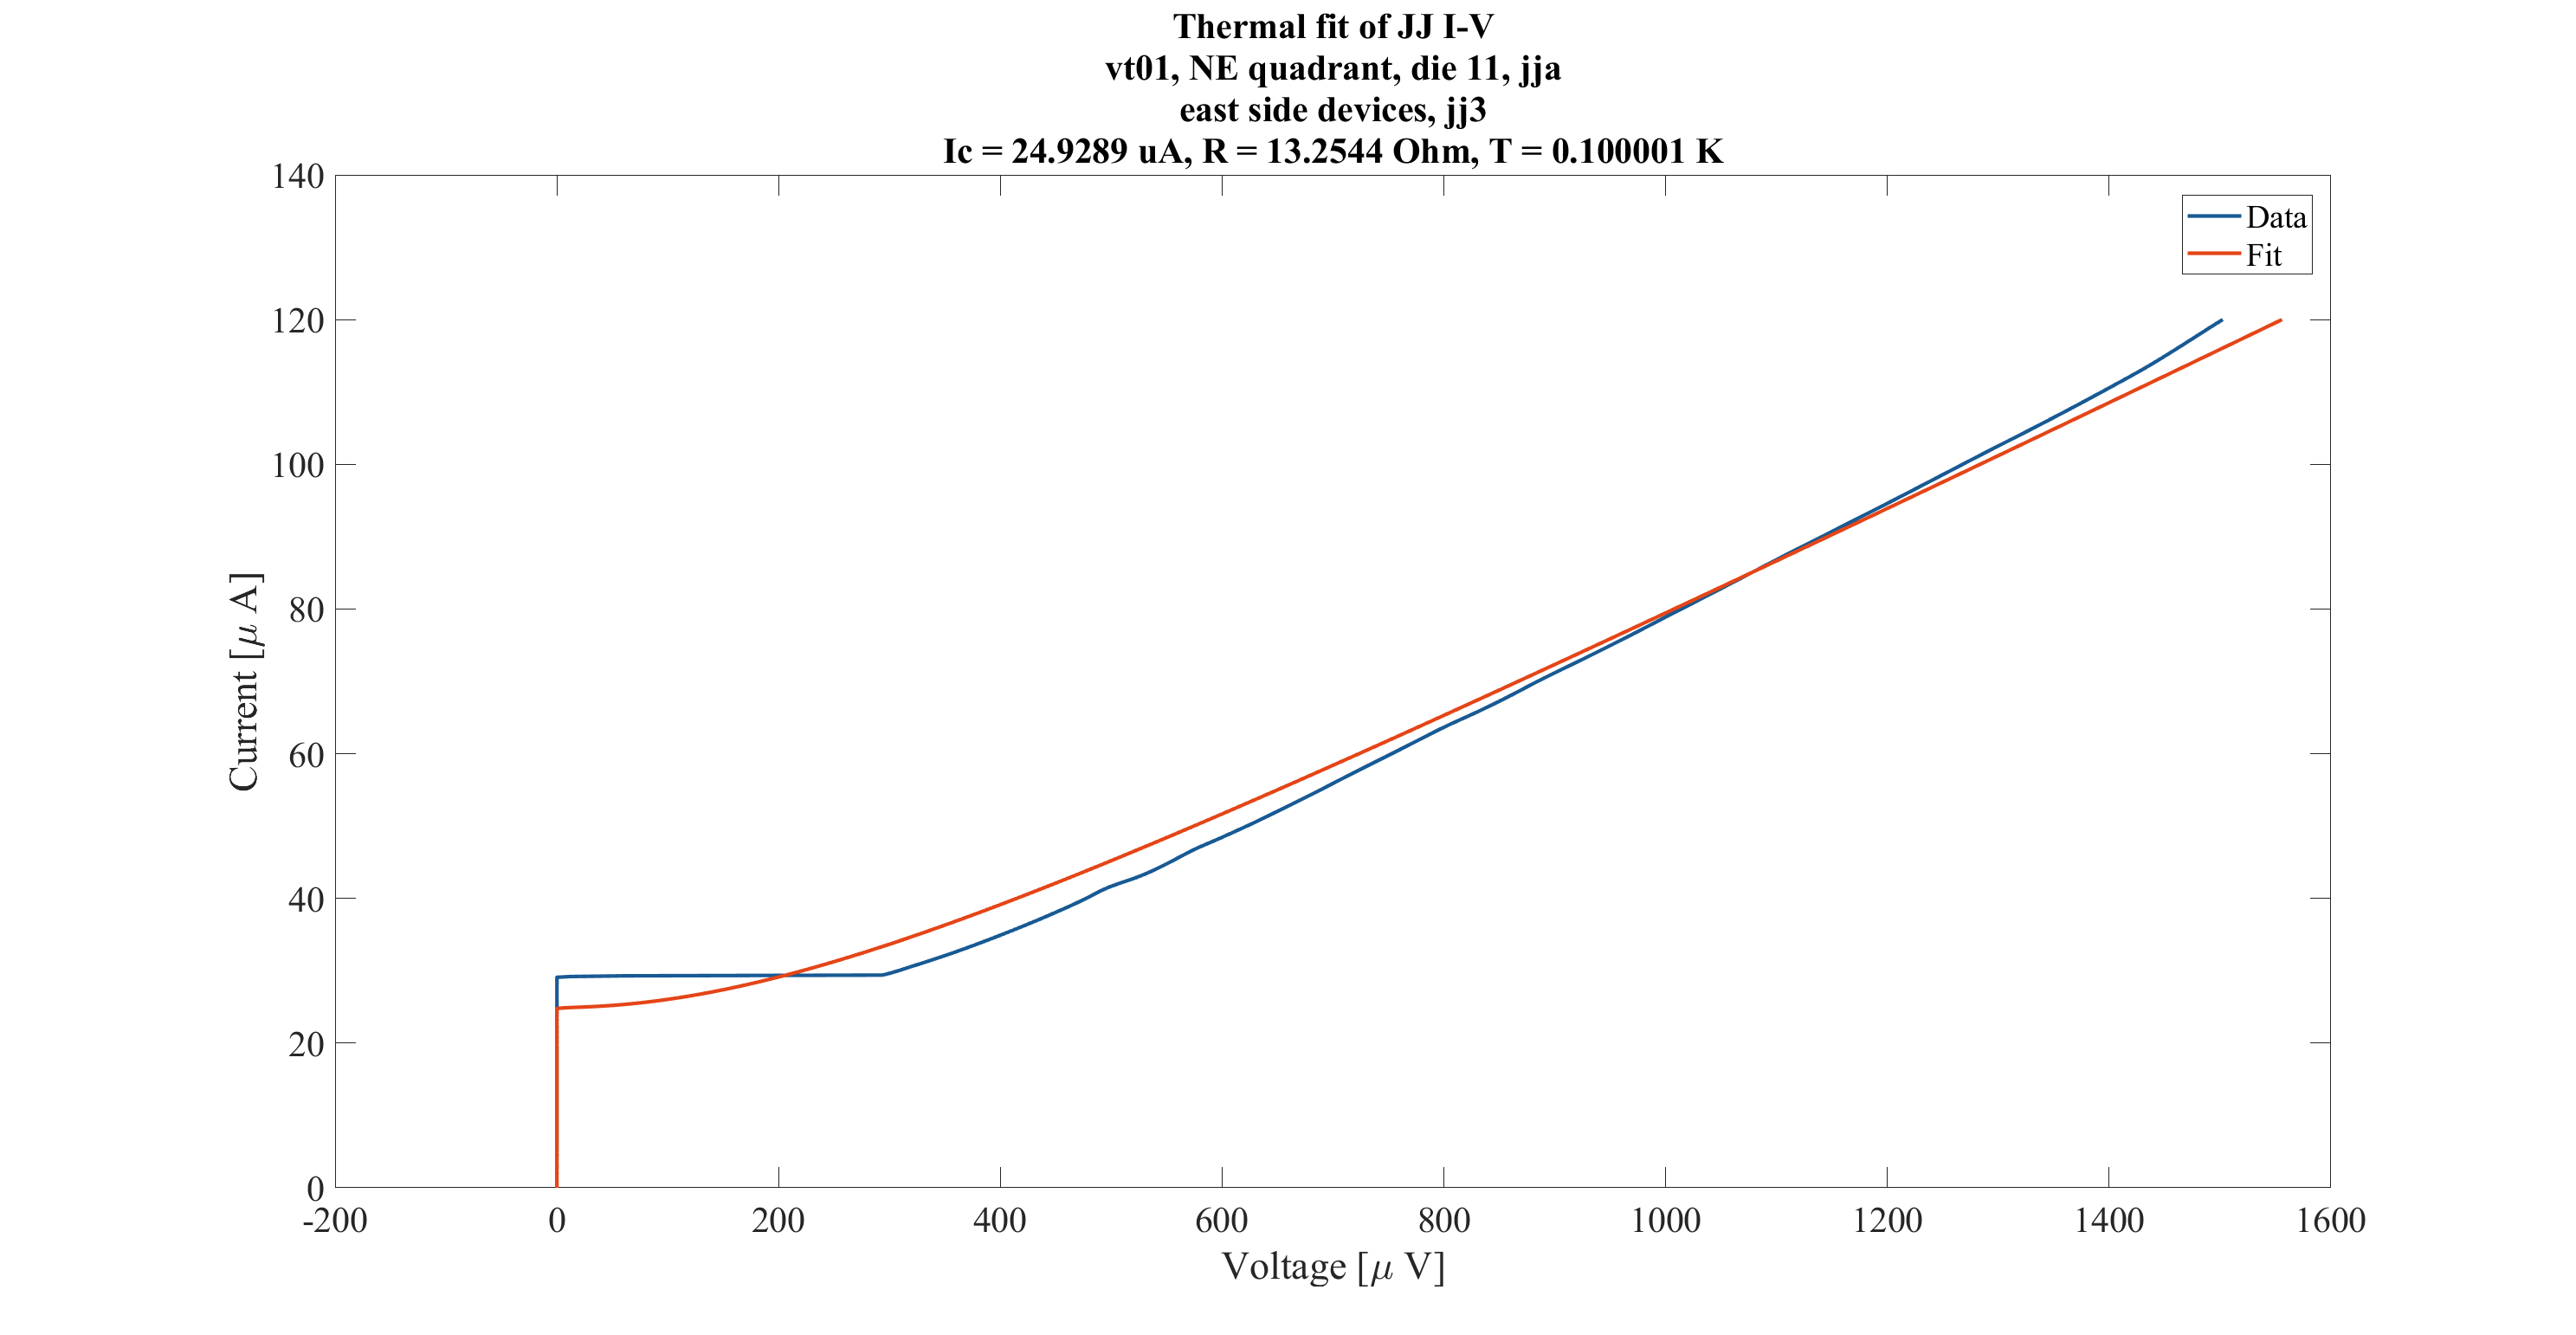 Thermal fit of JJ I-V
vt01, NE quadrant, die 11, jja
east side devices, jj3
Ic = 24.9289 uA, R = 13.2544 Ohm, T = 0.100001 K
140
120
100
80
60
40
20
0
Current [μ A]
Data
Fit
-200 0 200 400 600 800 1000 1200 1400 1600
Voltage [μ V]